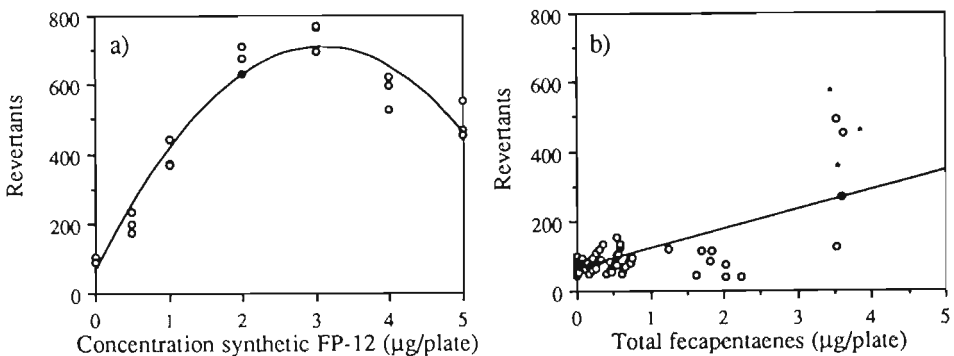 a)
Revertants
800
600
400
200
0
0 1 2 3 4 5
Concentration synthetic FP-12 (μg/plate)
b)
Revertants
800
600
400
200
0
0 1 2 3 4 5
Total fecapentaenes (μg/plate)